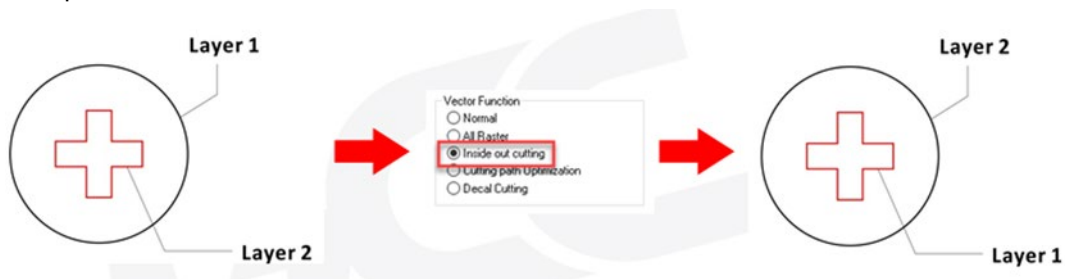 Layer 1
Layer 2
Vector Function
Normal
All Raster
Inside out cutting
Cutting path Optimization
Decal Cutting
Layer 2
Layer 1